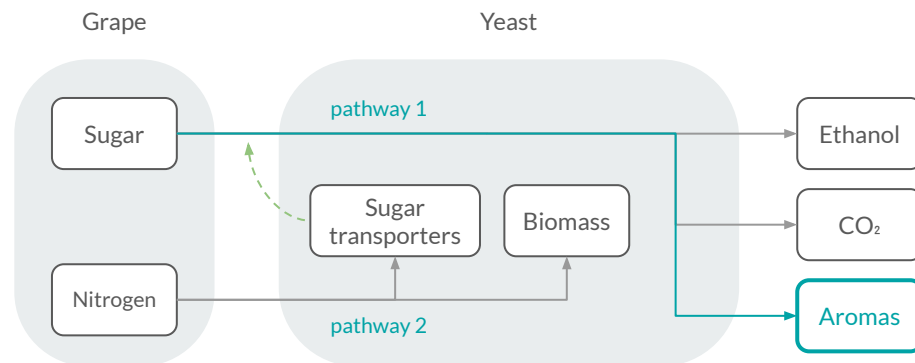 Grape
Yeast
pathway 1
Sugar
Ethanol
Sugar
transporters
Biomass
CO₂
Nitrogen
pathway 2
Aromas